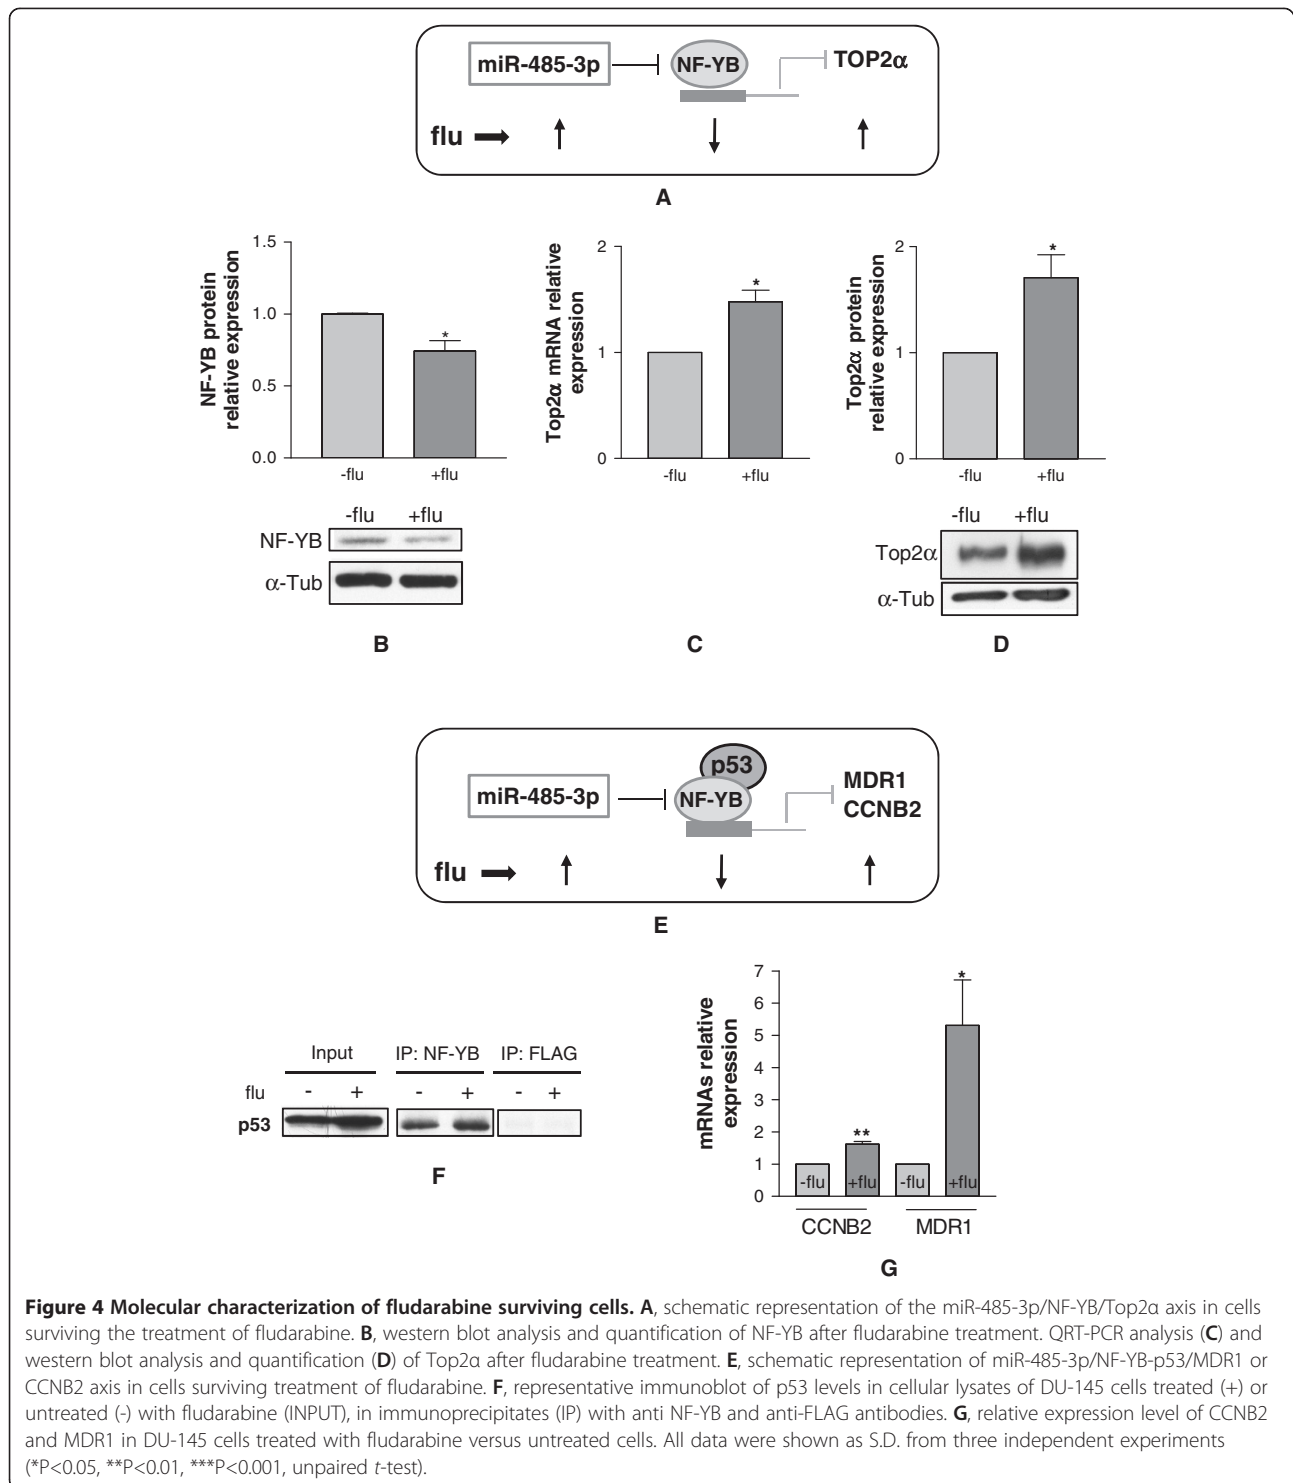 miR-485-3p
NF-YB
TOP2α
flu
A
NF-YB protein
relative expression
1.5
1.0
0.5
0.0
*
-flu
+flu
-flu +flu
NF-YB
α-Tub
B
Top2α mRNA relative
expression
2
1
0
*
-flu
+flu
C
Top2α protein
relative expression
2
1
0
*
-flu
+flu
-flu +flu
Top2α
α-Tub
D
p53
miR-485-3p
NF-YB
MDR1
CCNB2
flu
E
Input IP: NF-YB IP: FLAG
flu - + - + - +
p53
F
mRNAs relative
expression
7
6
5
4
3
2
1
0
**
*
-flu +flu -flu +flu
CCNB2 MDR1
G
Figure 4 Molecular characterization of fludarabine surviving cells. A, schematic representation of the miR-485-3p/NF-YB/Top2α axis in cells
surviving the treatment of fludarabine. B, western blot analysis and quantification of NF-YB after fludarabine treatment. QRT-PCR analysis (C) and
western blot analysis and quantification (D) of Top2α after fludarabine treatment. E, schematic representation of miR-485-3p/NF-YB-p53/MDR1 or
CCNB2 axis in cells surviving treatment of fludarabine. F, representative immunoblot of p53 levels in cellular lysates of DU-145 cells treated (+) or
untreated (-) with fludarabine (INPUT), in immunoprecipitates (IP) with anti NF-YB and anti-FLAG antibodies. G, relative expression level of CCNB2
and MDR1 in DU-145 cells treated with fludarabine versus untreated cells. All data were shown as S.D. from three independent experiments
(*P<0.05, **P<0.01, ***P<0.001, unpaired t-test).